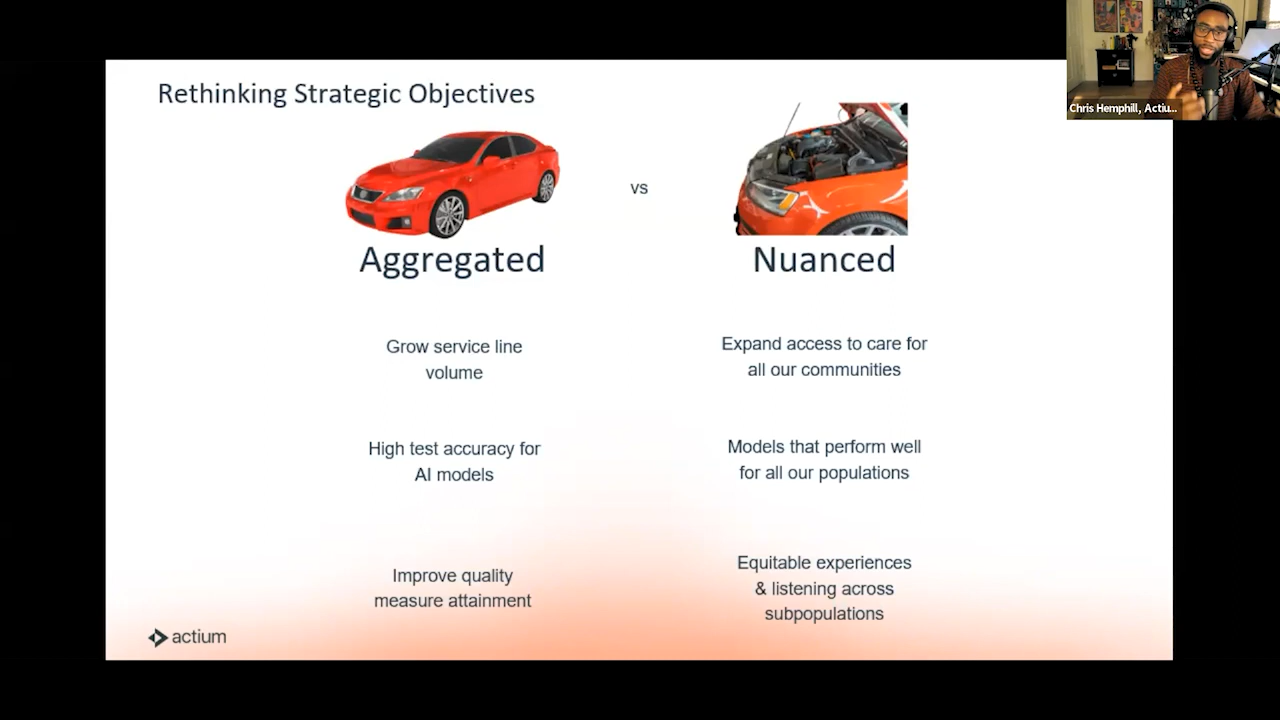 Rethinking Strategic Objectives
Chris Hemphill, Actiu...
vs
Aggregated
Nuanced
Grow service line
volume
Expand access to care for
all our communities
High test accuracy for
AI models
Models that perform well
for all our populations
Improve quality
measure attainment
Equitable experiences
& listening across
subpopulations
actium